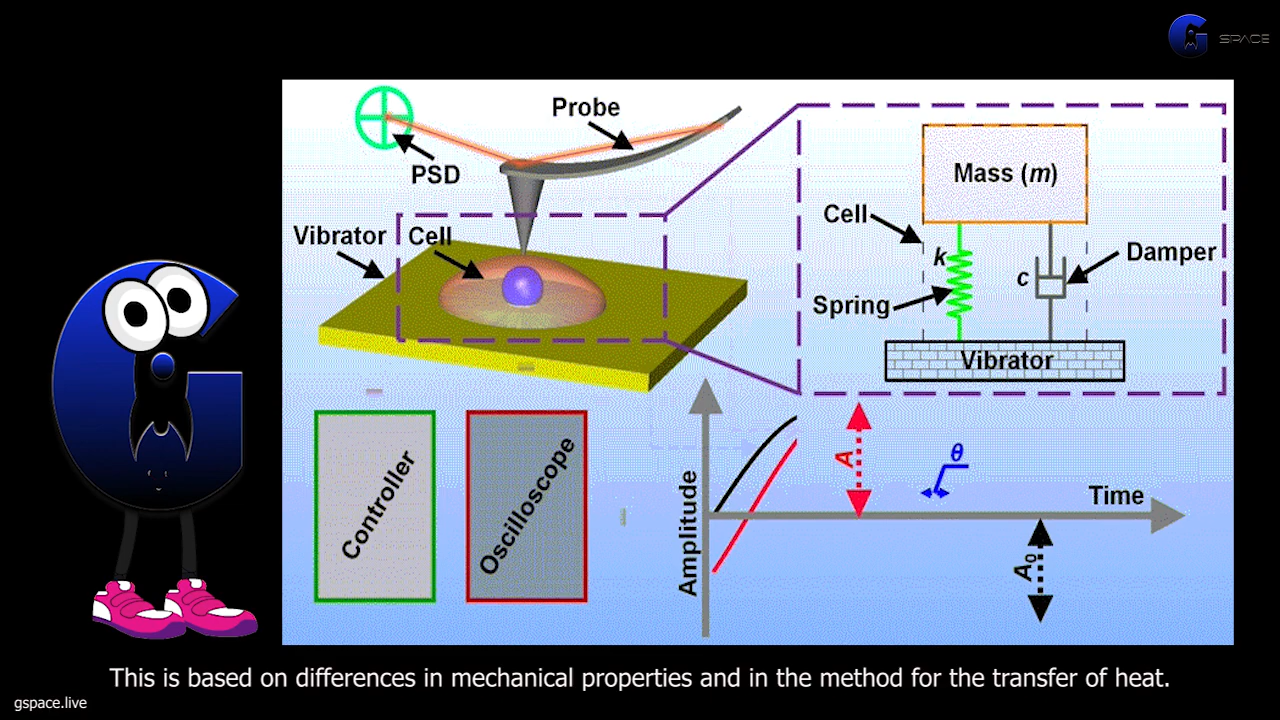 G SPACE
Probe
PSD
Vibrator
Cell
Mass (m)
Cell
k
c
Damper
Spring
Vibrator
Controller
Oscilloscope
Amplitude
A
θ
Time
A₀
This is based on differences in mechanical properties and in the method for the transfer of heat.
gspace.live